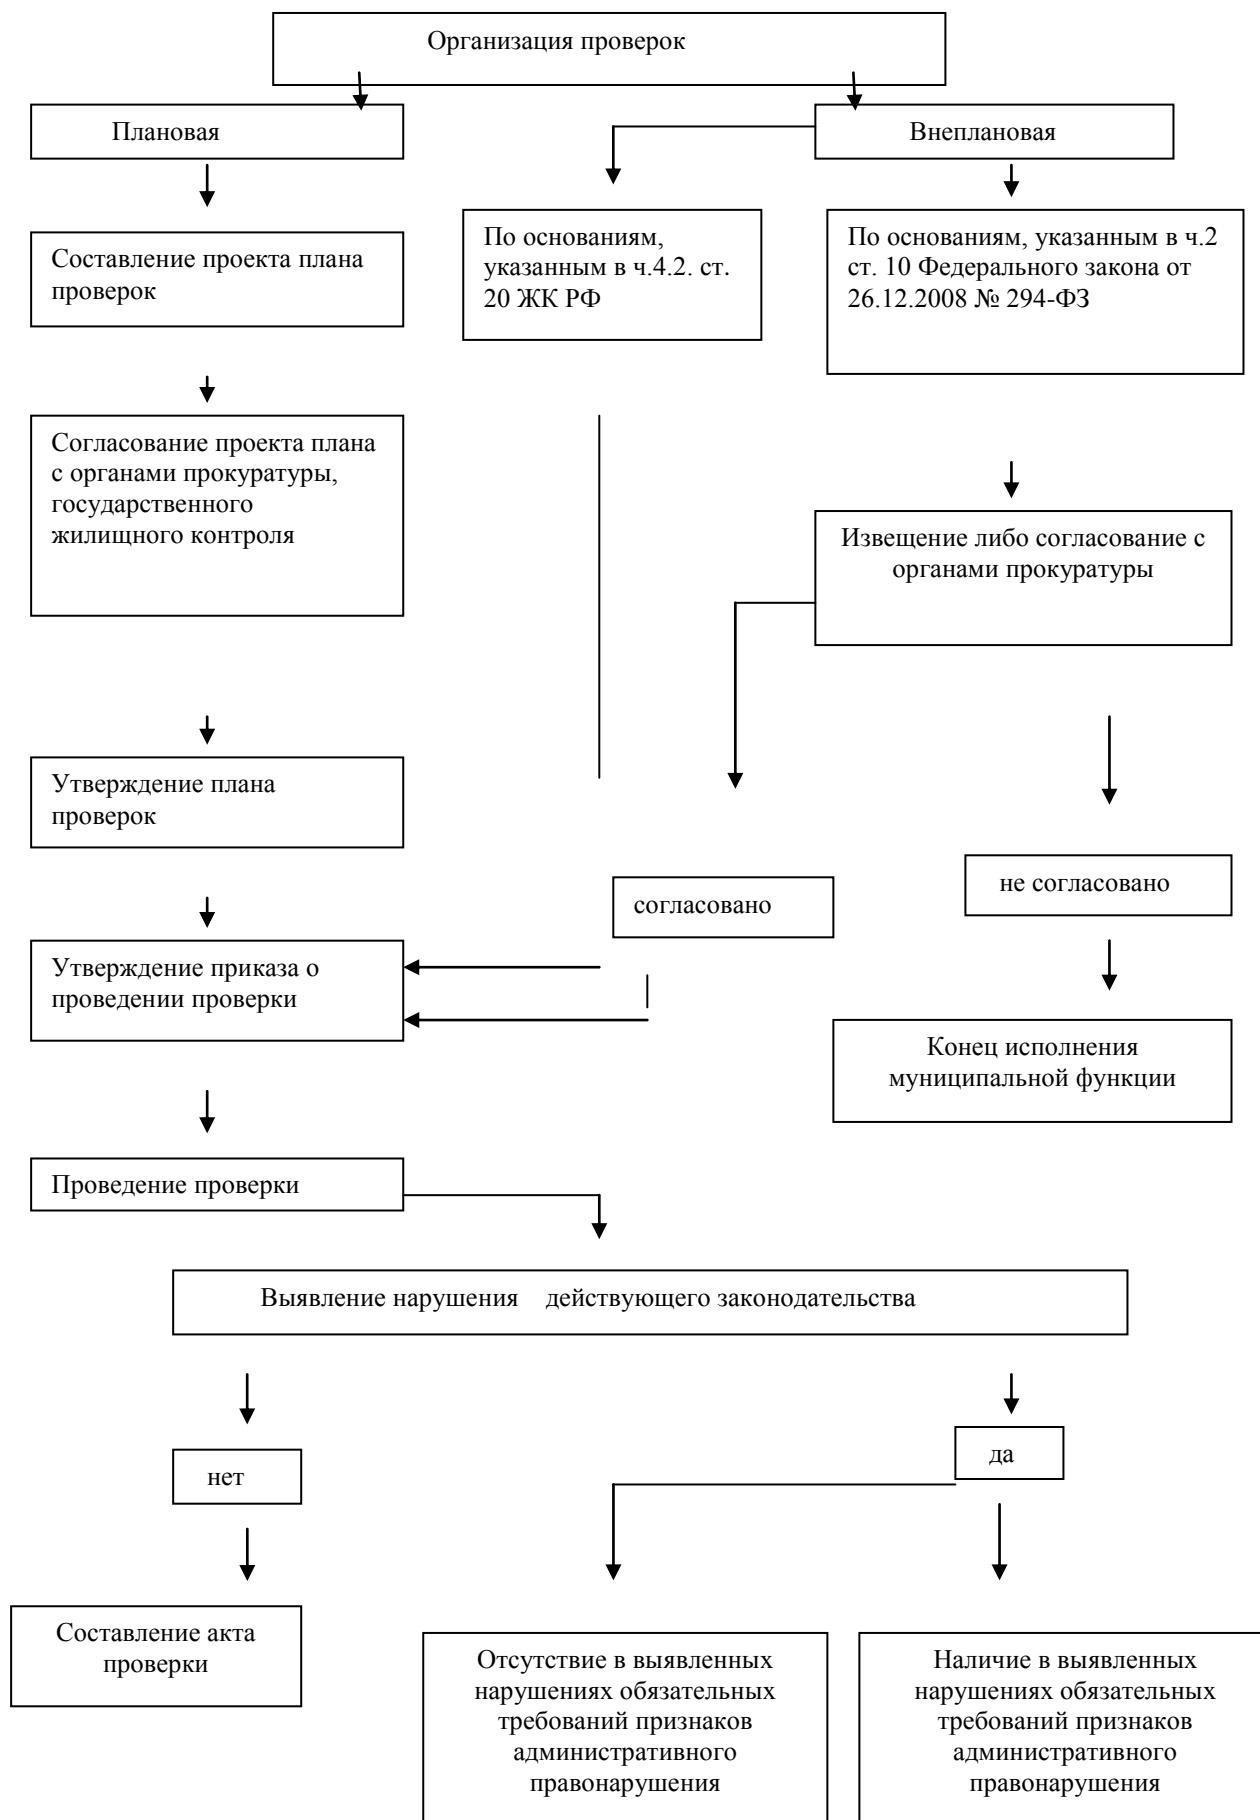 Организация проверок
Плановая
Внеплановая
Составление проекта плана
проверок
По основаниям,
указанным в ч.4.2. ст.
20 ЖК РФ
По основаниям, указанным в ч.2
ст. 10 Федерального закона от
26.12.2008 № 294-ФЗ
Согласование проекта плана
с органами прокуратуры,
государственного
жилищного контроля
Извещение либо согласование с
органами прокуратуры
Утверждение плана
проверок
согласовано
не согласовано
Утверждение приказа о
проведении проверки
Конец исполнения
муниципальной функции
Проведение проверки
Выявление нарушения действующего законодательства
нет
да
Составление акта
проверки
Отсутствие в выявленных
нарушениях обязательных
требований признаков
административного
правонарушения
Наличие в выявленных
нарушениях обязательных
требований признаков
административного
правонарушения